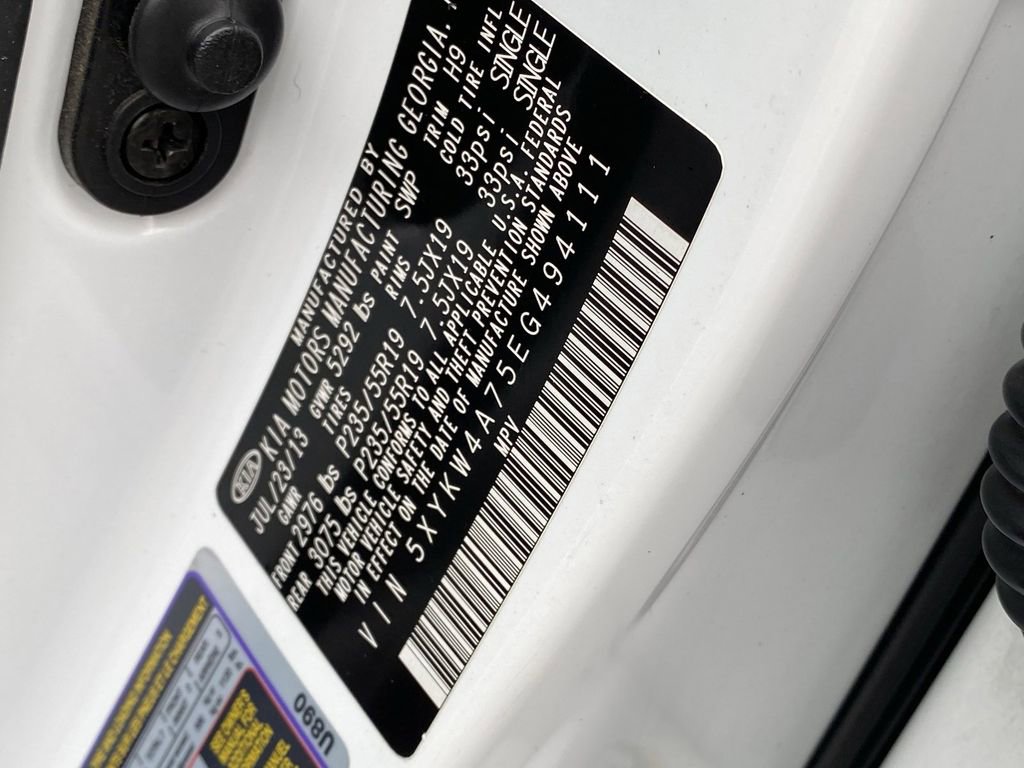 KIA
MANUFACTURED BY
KIA MOTORS MANUFACTURING GEORGIA.
JUL/23/13 GVWR 5292 lbs PAINT SWP TRIM H9
GAWR TIRES RIMS COLD TIRE INFL
FRONT 2976 lbs P235/55R19 7.5JX19 33psi SINGLE
REAR 3075 lbs P235/55R19 7.5JX19 33psi SINGLE
THIS VEHICLE CONFORMS TO ALL APPLICABLE U.S.A. FEDERAL
MOTOR VEHICLE SAFETY AND THEFT PREVENTION STANDARDS
IN EFFECT ON THE DATE OF MANUFACTURE SHOWN ABOVE
VIN 5XYKW4A75EG494111
MPV
U890